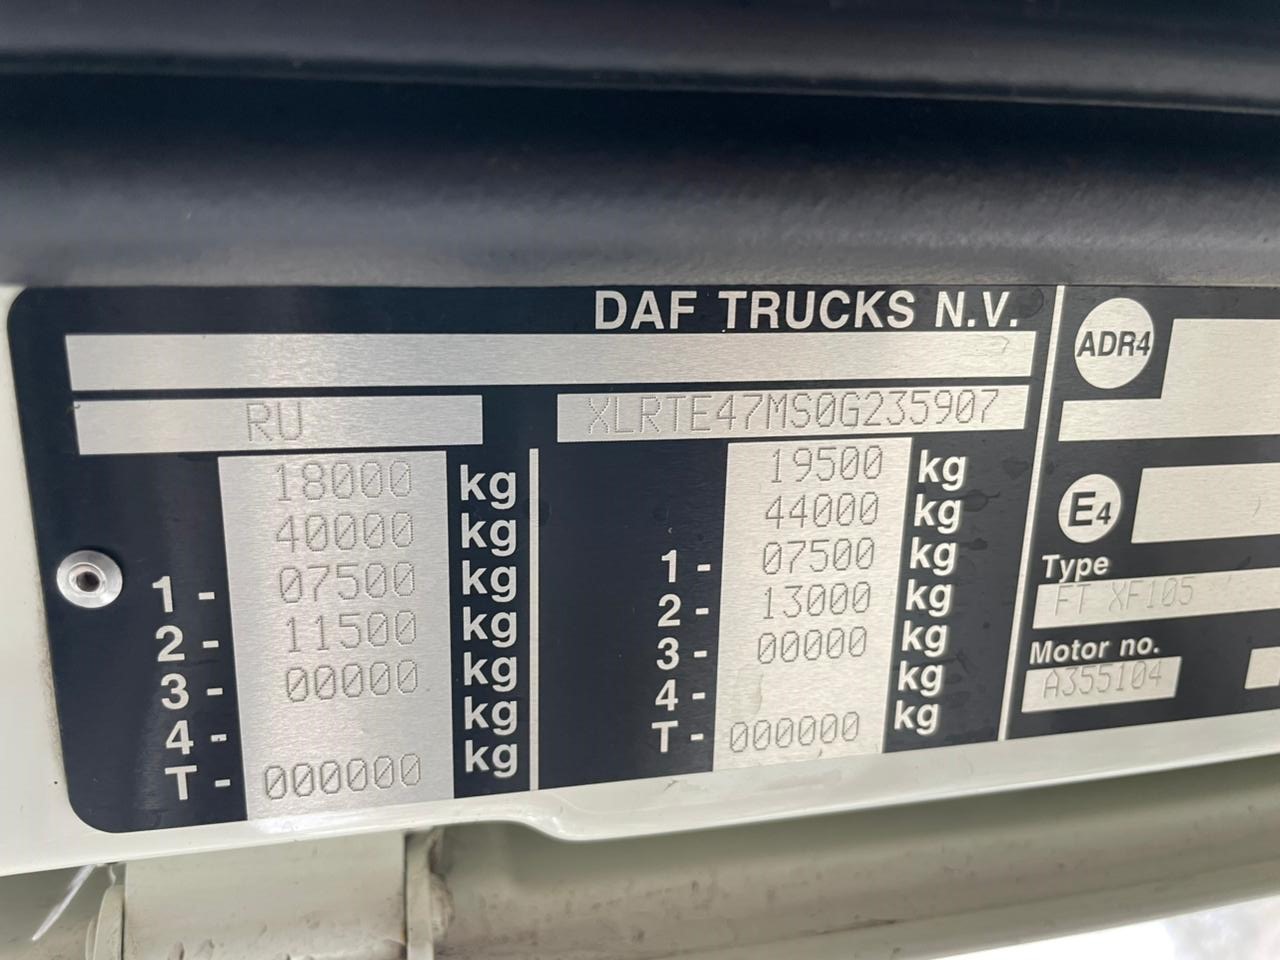 DAF TRUCKS N.V.
RU XLRTE47MS0G235907
18000 kg
40000 kg
1 - 07500 kg
2 - 11500 kg
3 - 00000 kg
4 - kg
T - 000000 kg
19500 kg
44000 kg
1 - 07500 kg
2 - 13000 kg
3 - 00000 kg
4 - kg
T - 000000 kg
ADR4
E4
Type
FT XF105
Motor no.
A355104